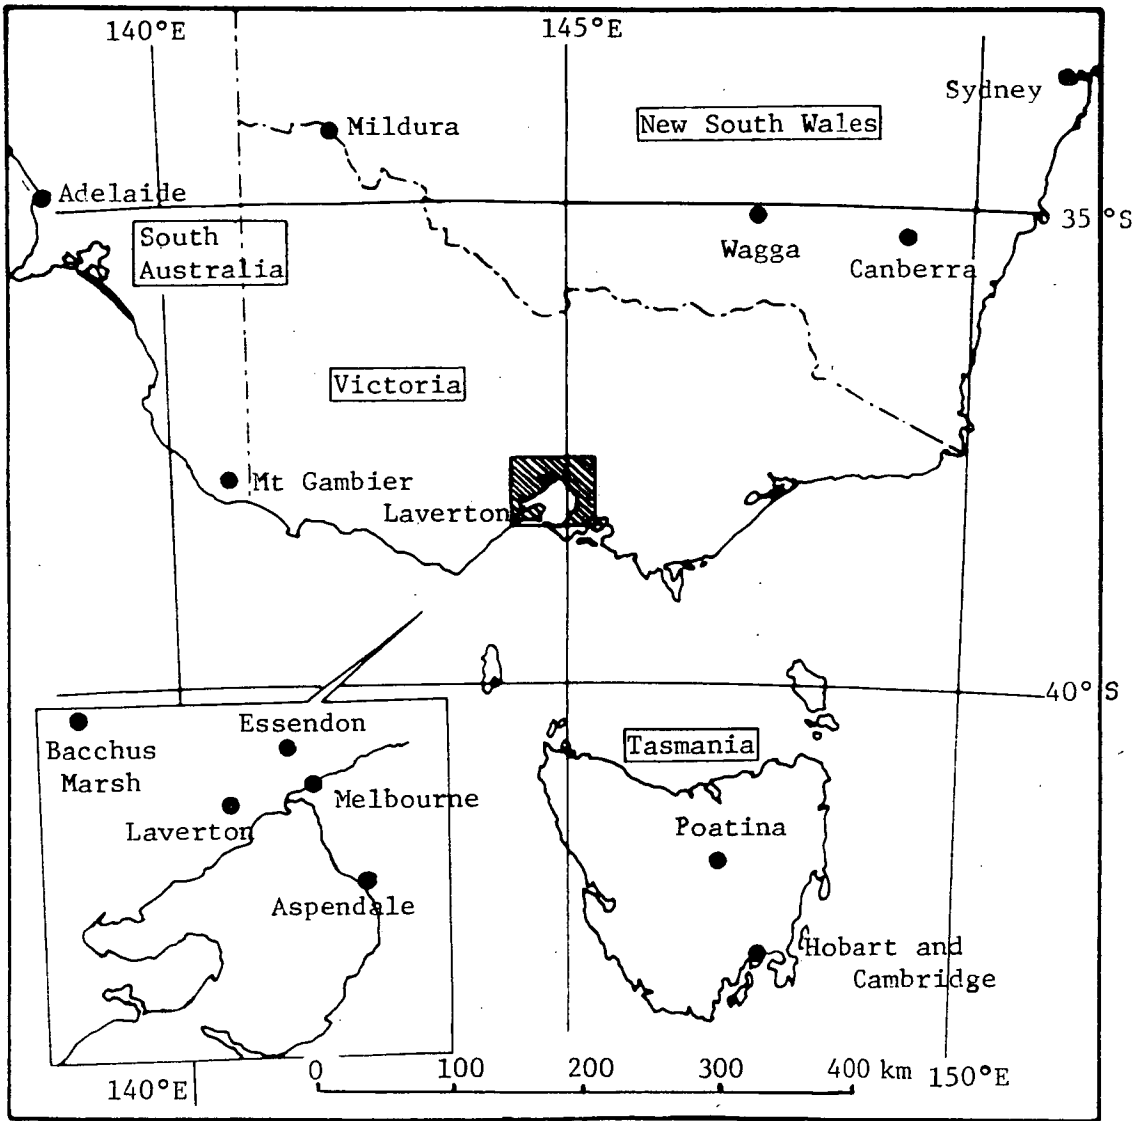 140°E
145°E
Sydney
New South Wales
Mildura
Adelaide
35°S
South
Australia
Wagga
Canberra
Victoria
Mt Gambier
Laverton
40°S
Essendon
Bacchus
Marsh
Tasmania
Melbourne
Laverton
Poatina
Aspendale
Hobart and
Cambridge
0 100 200 300 400 km
140°E
150°E